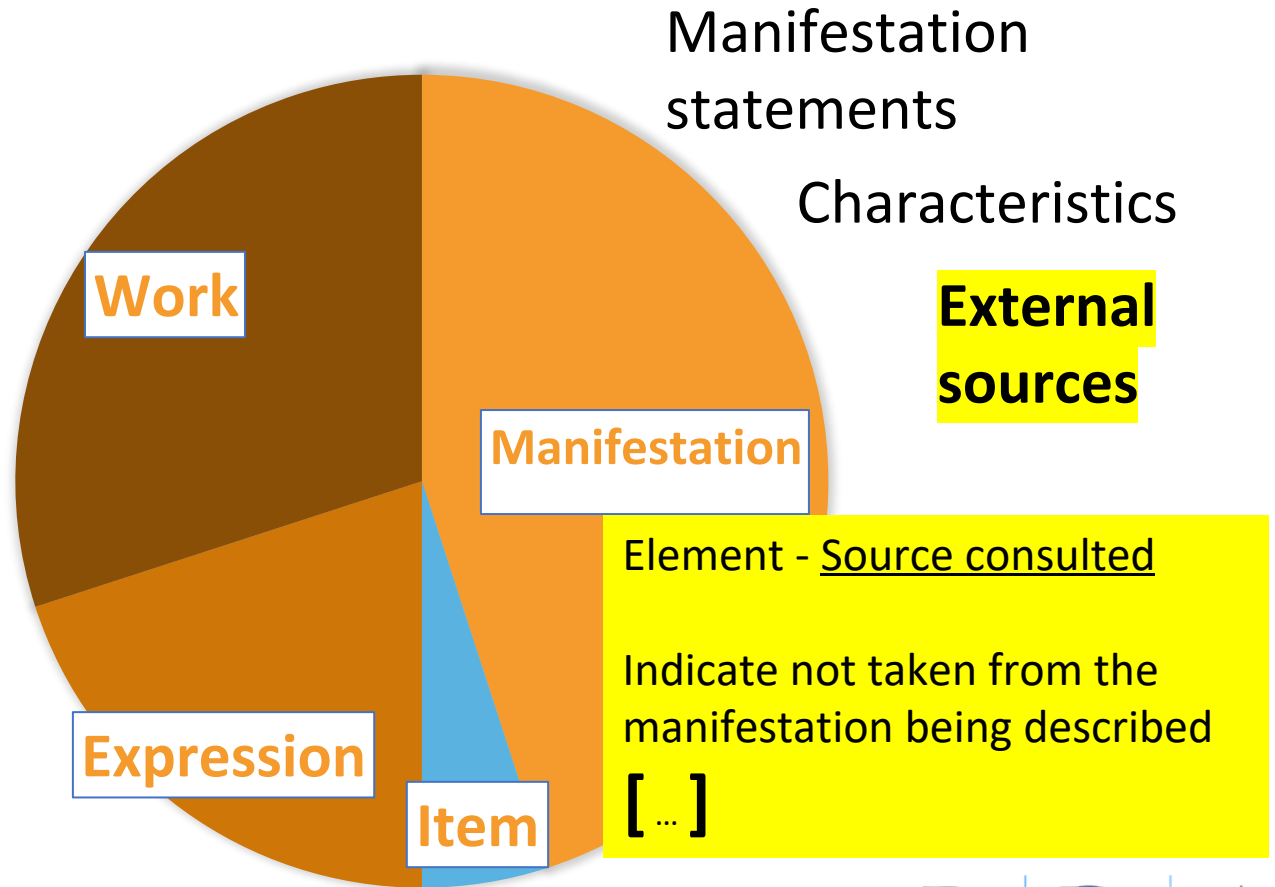 Manifestation
statements
Characteristics
External
sources
Work
Manifestation
Element - Source consulted
Indicate not taken from the
manifestation being described
[ ... ]
Expression
Item